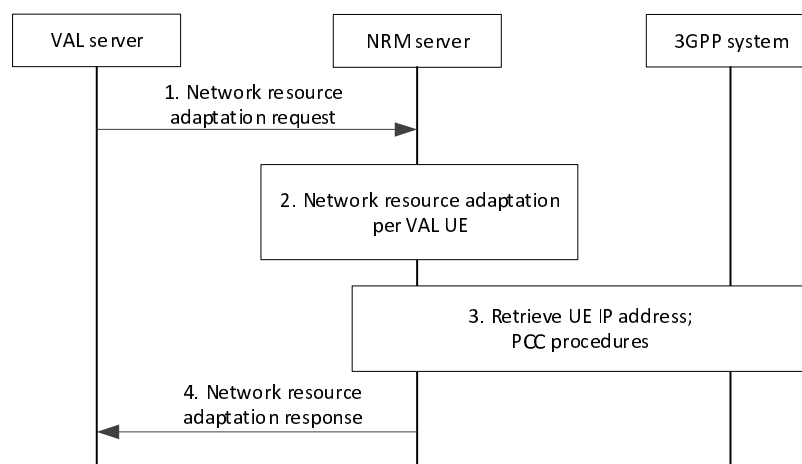 VAL server
NRM server
3GPP system
1. Network resource
adaptation request
2. Network resource adaptation
per VAL UE
3. Retrieve UE IP address;
PCC procedures
4. Network resource
adaptation response